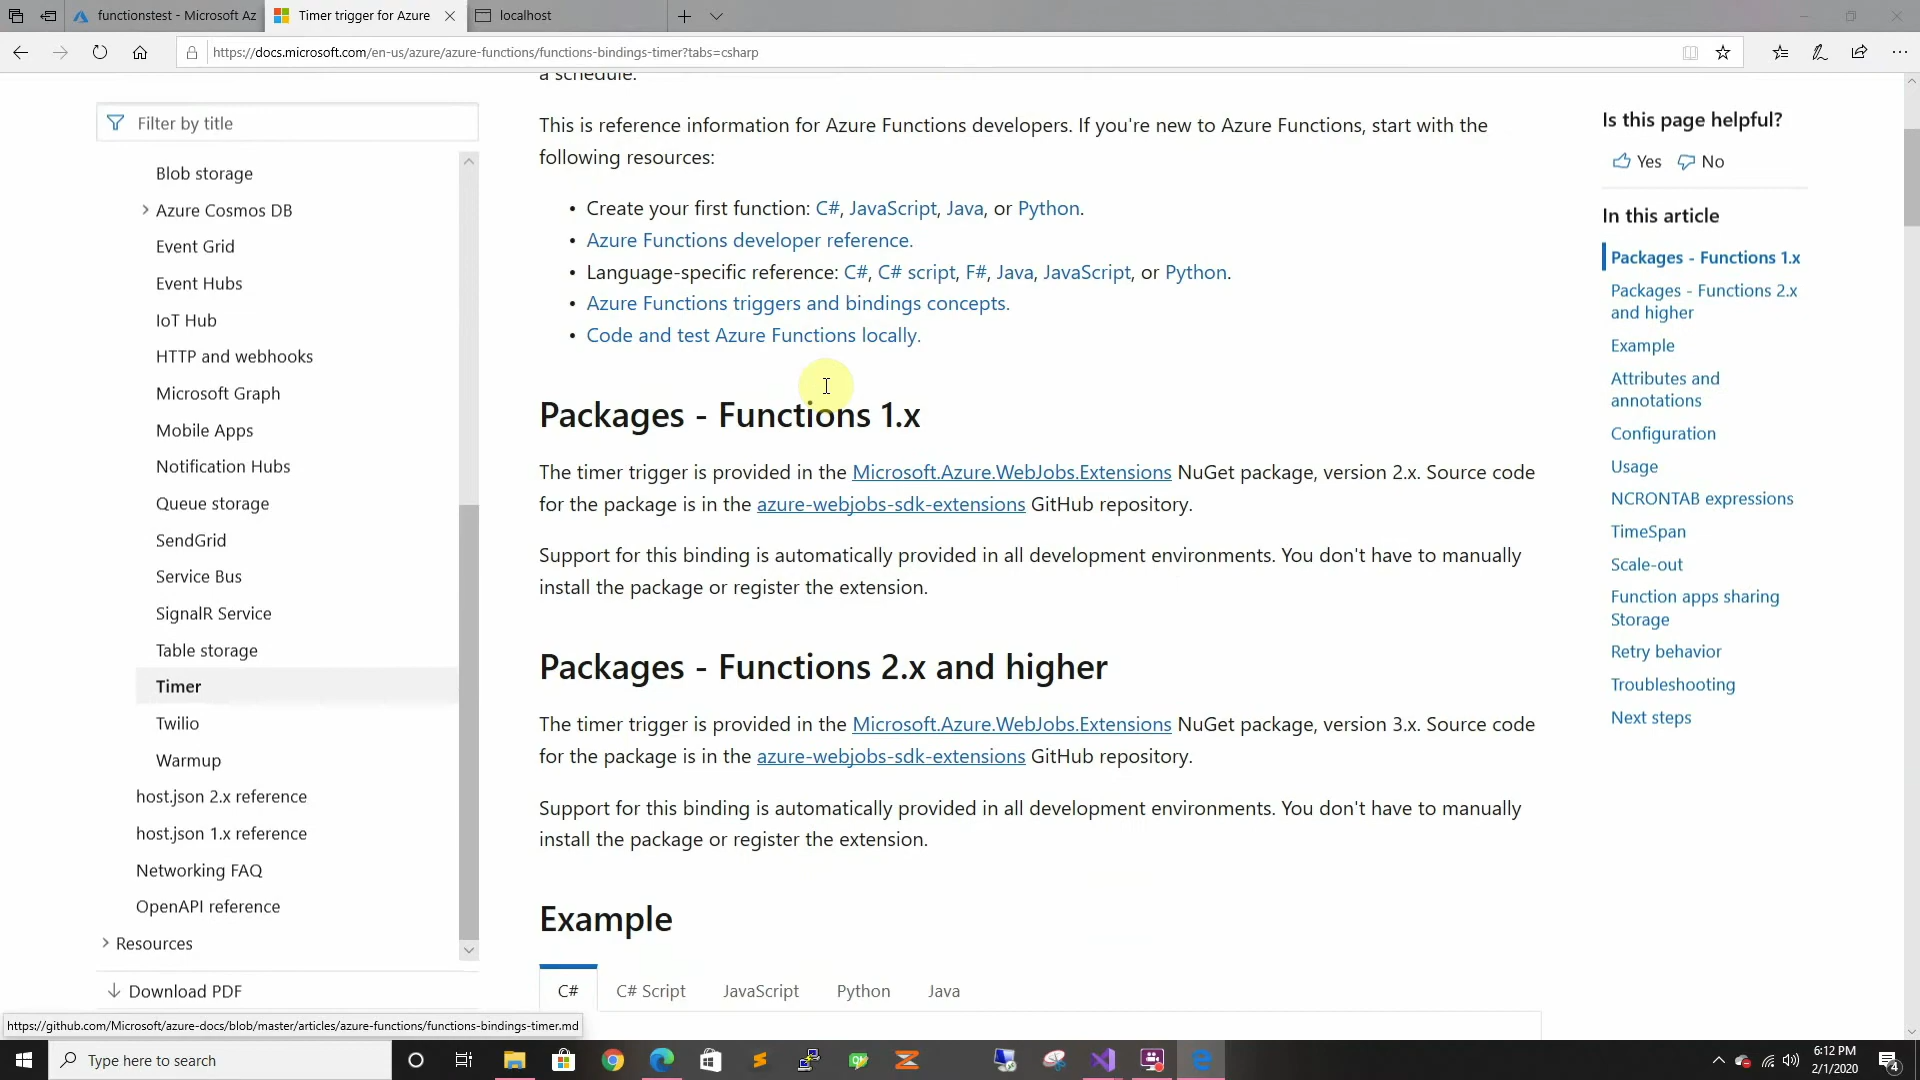 functionstest - Microsoft Az
Timer trigger for Azure
localhost
https://docs.microsoft.com/en-us/azure/azure-functions/functions-bindings-timer?tabs=csharp
Filter by title
Blob storage
Azure Cosmos DB
Event Grid
Event Hubs
IoT Hub
HTTP and webhooks
Microsoft Graph
Mobile Apps
Notification Hubs
Queue storage
SendGrid
Service Bus
SignalR Service
Table storage
Timer
Twilio
Warmup
host.json 2.x reference
host.json 1.x reference
Networking FAQ
OpenAPI reference
Resources
Download PDF
a schedule.
This is reference information for Azure Functions developers. If you're new to Azure Functions, start with the
following resources:
• Create your first function: C#, JavaScript, Java, or Python.
• Azure Functions developer reference.
• Language-specific reference: C#, C# script, F#, Java, JavaScript, or Python.
• Azure Functions triggers and bindings concepts.
• Code and test Azure Functions locally.
Packages - Functions 1.x
The timer trigger is provided in the Microsoft.Azure.WebJobs.Extensions NuGet package, version 2.x. Source code
for the package is in the azure-webjobs-sdk-extensions GitHub repository.
Support for this binding is automatically provided in all development environments. You don't have to manually
install the package or register the extension.
Packages - Functions 2.x and higher
The timer trigger is provided in the Microsoft.Azure.WebJobs.Extensions NuGet package, version 3.x. Source code
for the package is in the azure-webjobs-sdk-extensions GitHub repository.
Support for this binding is automatically provided in all development environments. You don't have to manually
install the package or register the extension.
Example
C# C# Script JavaScript Python Java
Is this page helpful?
Yes No
In this article
Packages - Functions 1.x
Packages - Functions 2.x
and higher
Example
Attributes and
annotations
Configuration
Usage
NCRONTAB expressions
TimeSpan
Scale-out
Function apps sharing
Storage
Retry behavior
Troubleshooting
Next steps
https://github.com/Microsoft/azure-docs/blob/master/articles/azure-functions/functions-bindings-timer.md
Type here to search
6:12 PM
2/1/2020
4